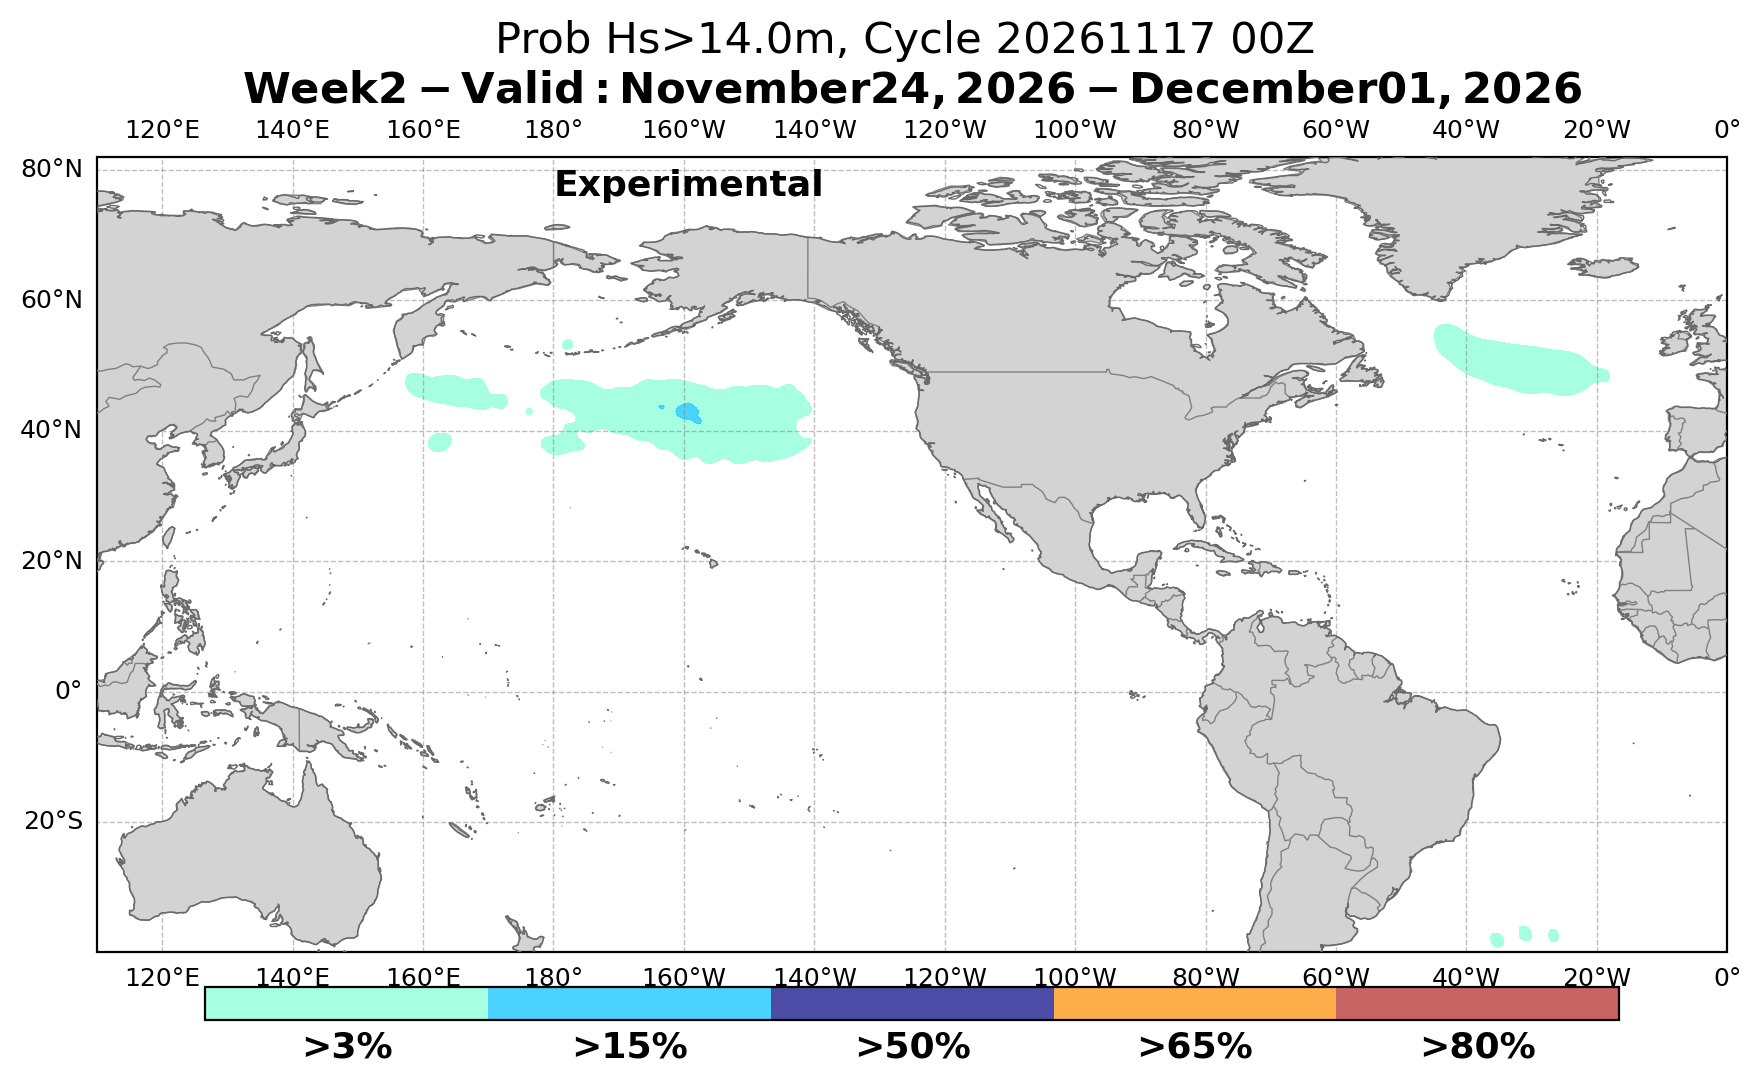 Prob Hs>14.0m, Cycle 20261117 00Z
Week2 − Valid : November24, 2026 − December01, 2026
120°E 140°E 160°E 180° 160°W 140°W 120°W 100°W 80°W 60°W 40°W 20°W 0°
80°N
Experimental
60°N
40°N
20°N
0°
20°S
120°E 140°E 160°E 180° 160°W 140°W 120°W 100°W 80°W 60°W 40°W 20°W 0°
>3% >15% >50% >65% >80%